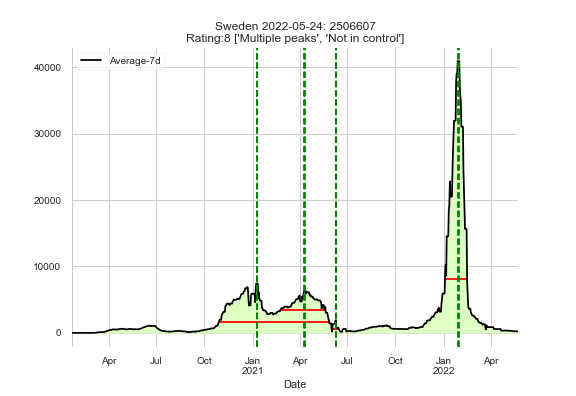 Sweden 2022-05-24: 2506607
Rating:8 ['Multiple peaks', 'Not in control']
Average-7d
40000
30000
20000
10000
0
Apr Jul Oct Jan Apr Jul Oct Jan Apr
2021 2022
Date